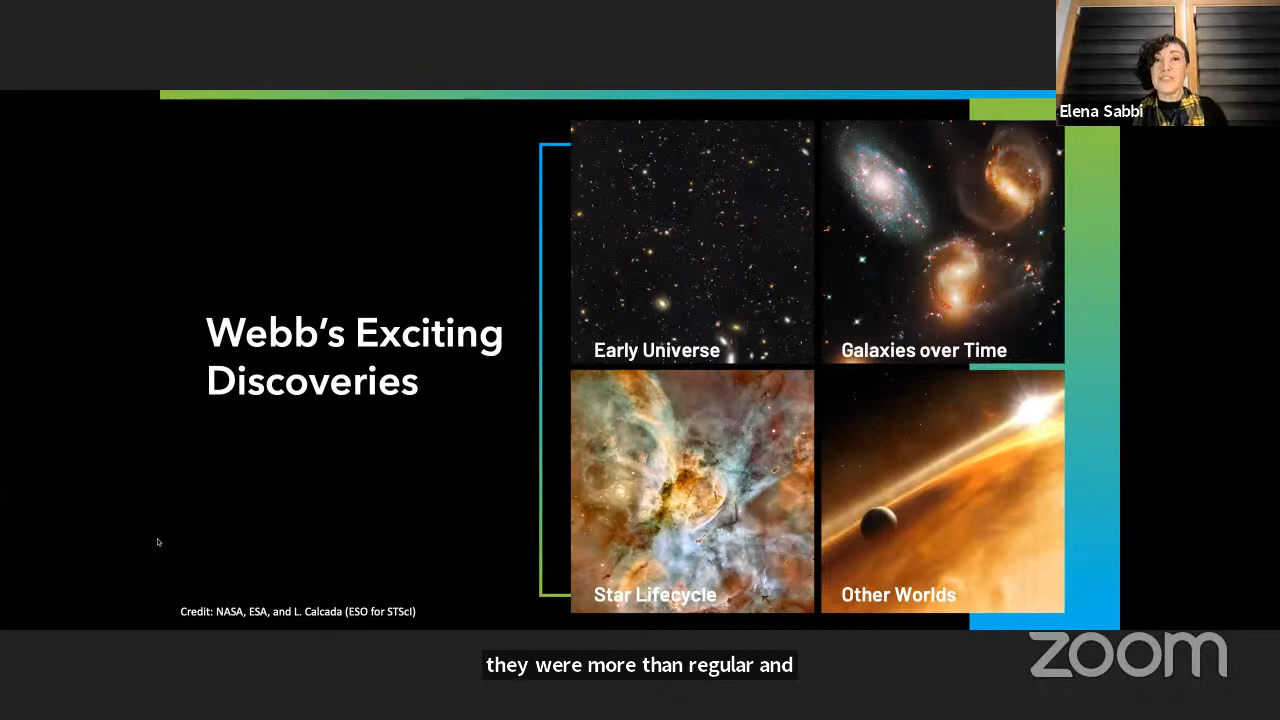 Elena Sabbi
Webb’s Exciting
Discoveries
Early Universe
Galaxies over Time
Star Lifecycle
Other Worlds
Credit: NASA, ESA, and L. Calcada (ESO for STScI)
they were more than regular and
zoom